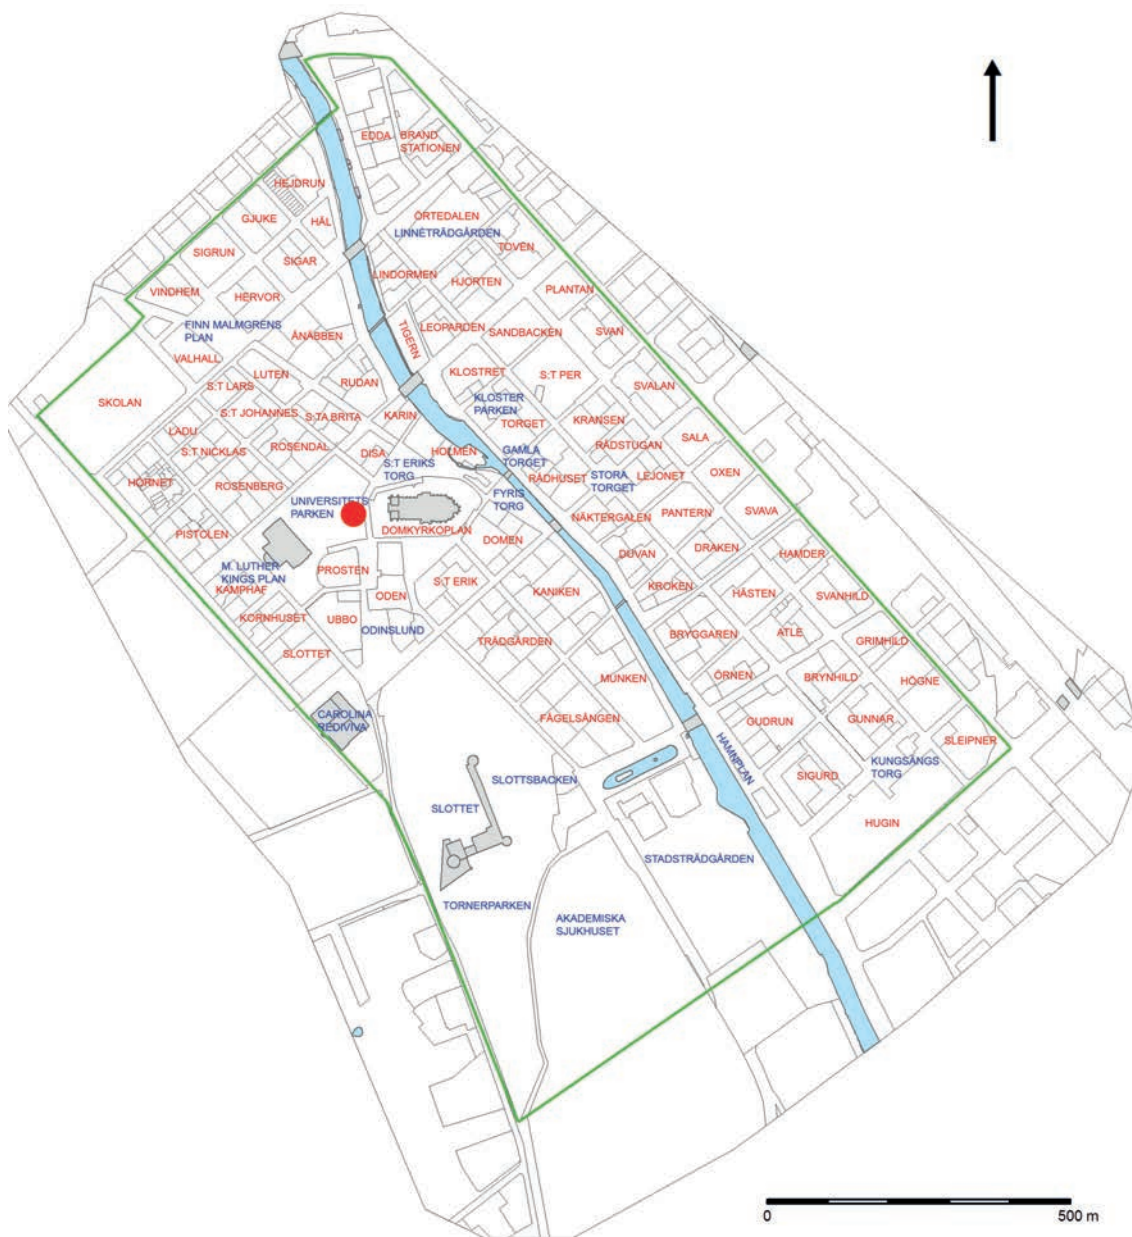 EDDA
BRAND
STATIONEN
HEJDRUN
GJUKE
HÅL
ÖRTEDALEN
LINNÉTRÄDGÅRDEN
TOVEN
SIGRUN
SIGAR
LINDORMEN
HJORTEN
VINDHEM
HERVOR
PLANTAN
FINN MALMGRENS
PLAN
ÅNABBEN
TIGERN
LEOPARDEN
SANDBACKEN
SVAN
VALHALL
LUTEN
RUDAN
KLOSTRET
S:T PER
SVALAN
S:T LARS
SKOLAN
KLOSTER
PARKEN
S:T JOHANNES
S:TA BRITA
KARIN
TORGET
KRANSEN
LADU
ROSENDAL
DISA
HOLMEN
GAMLA
TORGET
RÅDSTUGAN
SALA
S:T NICKLAS
S:T ERIKS
TORG
RÅDHUSET
STORA
TORGET
LEJONET
OXEN
HORNET
ROSENBERG
UNIVERSITETS
PARKEN
FYRIS
TORG
NÄKTERGALEN
PANTERN
SVAVA
PISTOLEN
DOMKYRKOPLAN
DOMEN
DUVAN
DRAKEN
HAMDER
M. LUTHER
KINGS PLAN
PROSTEN
S:T ERIK
KANIKEN
KROKEN
HÄSTEN
SVANHILD
KAMPHAF
ODEN
KORNHUSET
UBBO
ODINSLUND
TRÄDGÅRDEN
BRYGGAREN
ATLE
GRIMHILD
SLOTTET
MUNKEN
ÖRNEN
BRYNHILD
HÖGNE
CAROLINA
REDIVIVA
FÅGELSÅNGEN
GUDRUN
GUNNAR
SLEIPNER
HAMNPLAN
KUNGSÄNGS
TORG
SLOTTSBACKEN
SIGURD
SLOTTET
HUGIN
STADSTRÄDGÅRDEN
TORNERPARKEN
AKADEMISKA
SJUKHUSET
0 500 m